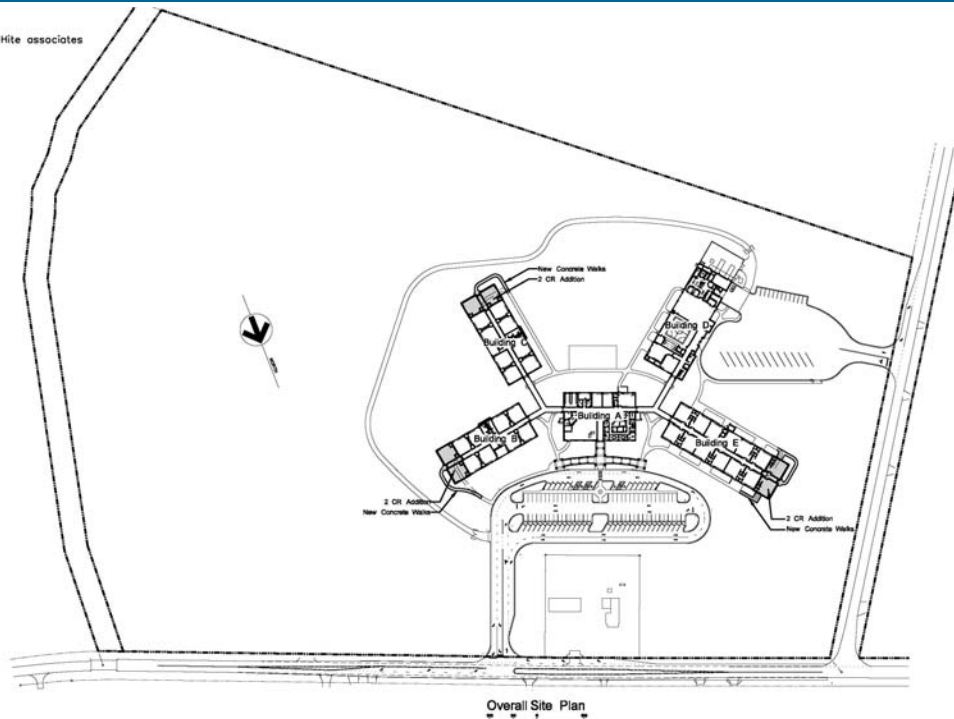 Hite associates
New Concrete Walks
2 CR Addition
Building C
Building D
NORTH
Building A
Building B
Building E
2 CR Addition
New Concrete Walks
2 CR Addition
New Concrete Walks
Overall Site Plan